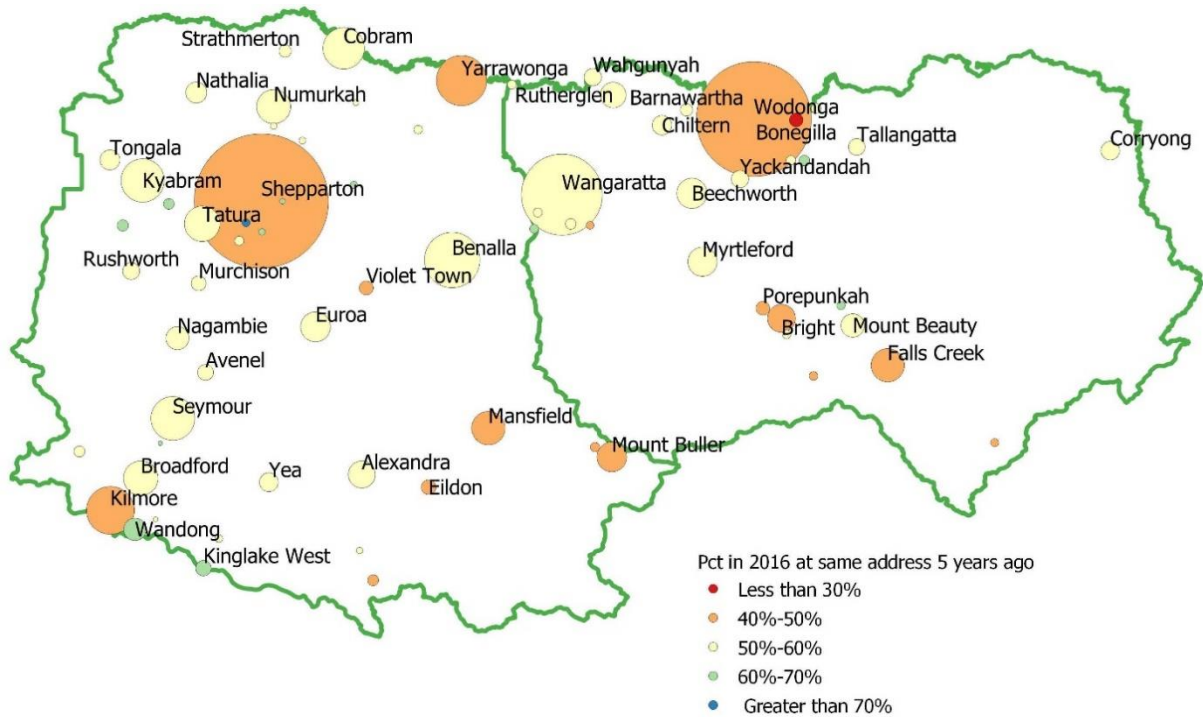 Strathmerton
Cobram
Nathalia
Numurkah
Yarrawonga
Wahgunyah
Rutherglen
Barnawartha
Chiltern
Wodonga
Bonegilla
Tallangatta
Corryong
Tongala
Kyabram
Shepparton
Tatura
Wangaratta
Yackandandah
Beechworth
Rushworth
Murchison
Benalla
Violet Town
Myrtleford
Nagambie
Euroa
Porepunkah
Bright
Mount Beauty
Avenel
Falls Creek
Seymour
Mansfield
Mount Buller
Broadford
Yea
Alexandra
Eildon
Kilmore
Wandong
Kinglake West
Pct in 2016 at same address 5 years ago
Less than 30%
40%-50%
50%-60%
60%-70%
Greater than 70%